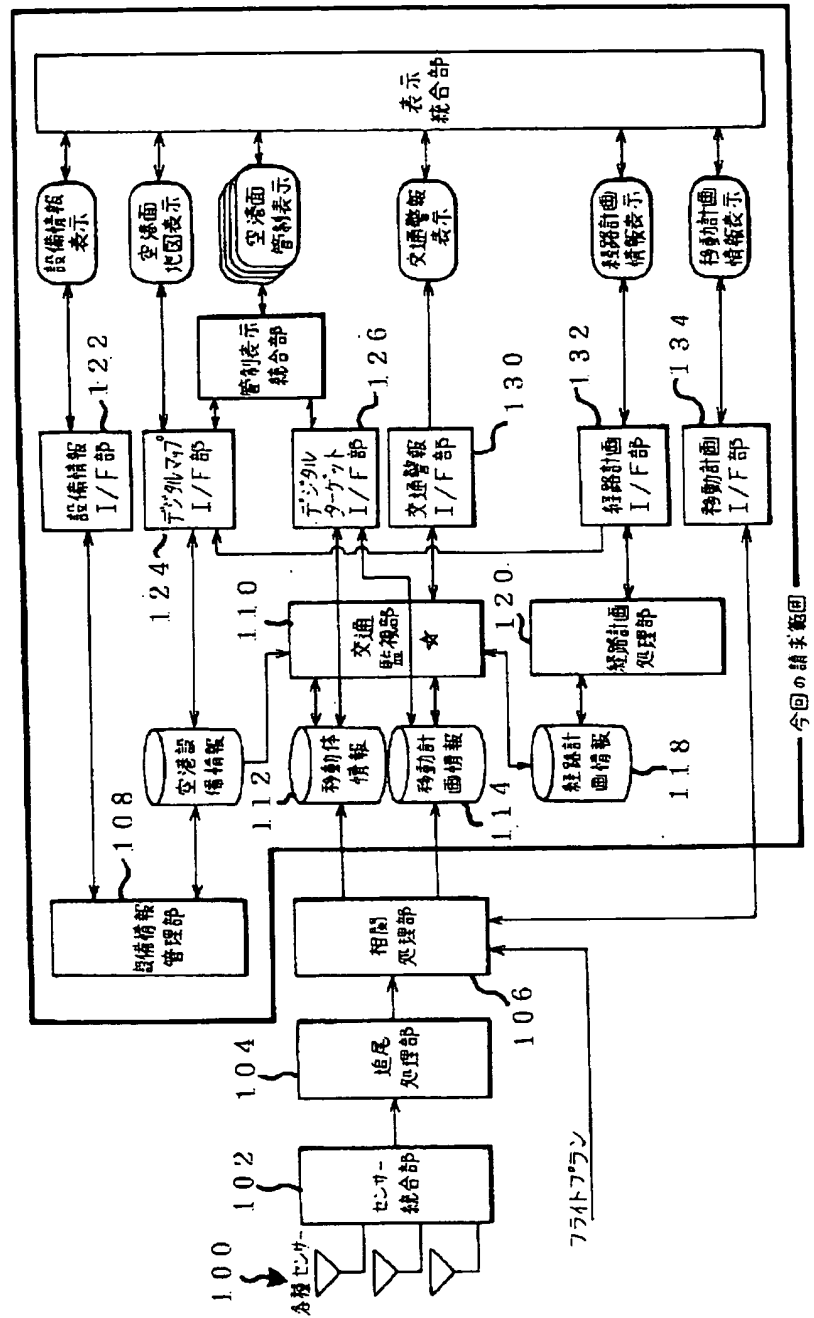 100
各種センサー
102
センサー
統合部
104
追尾
処理部
フライトプラン
106
相関
処理部
108
設備情報
管理部
空港設
備情報
112
移動体
情報
移動計
画情報
114
経路計
画情報
118
110
交通
監視部
☆
120
経路計画
処理部
122
設備情報
I/F部
124
デジタルマップ
I/F部
デジタル
ターゲット
I/F部
126
交通警報
I/F部
130
経路計画
I/F部
132
移動計画
I/F部
134
管制表示
統合部
設備情報
表示
空港面
地図表示
空港面
管制表示
交通警報
表示
経路計画
情報表示
移動計画
情報表示
表示
統合部
今回の請求範囲